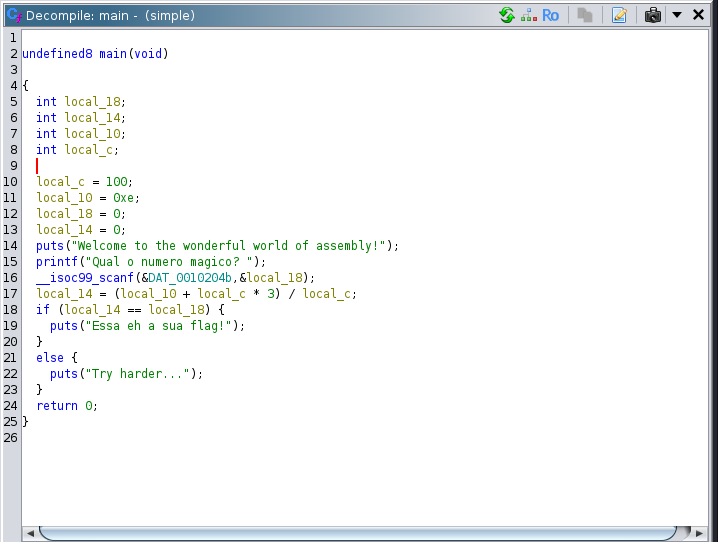 Decompile: main - (simple)
Ro
1
2 undefined8 main(void)
3
4 {
5   int local_18;
6   int local_14;
7   int local_10;
8   int local_c;
9
10   local_c = 100;
11   local_10 = 0xe;
12   local_18 = 0;
13   local_14 = 0;
14   puts("Welcome to the wonderful world of assembly!");
15   printf("Qual o numero magico? ");
16   __isoc99_scanf(&DAT_0010204b,&local_18);
17   local_14 = (local_10 + local_c * 3) / local_c;
18   if (local_14 == local_18) {
19     puts("Essa eh a sua flag!");
20   }
21   else {
22     puts("Try harder...");
23   }
24   return 0;
25 }
26